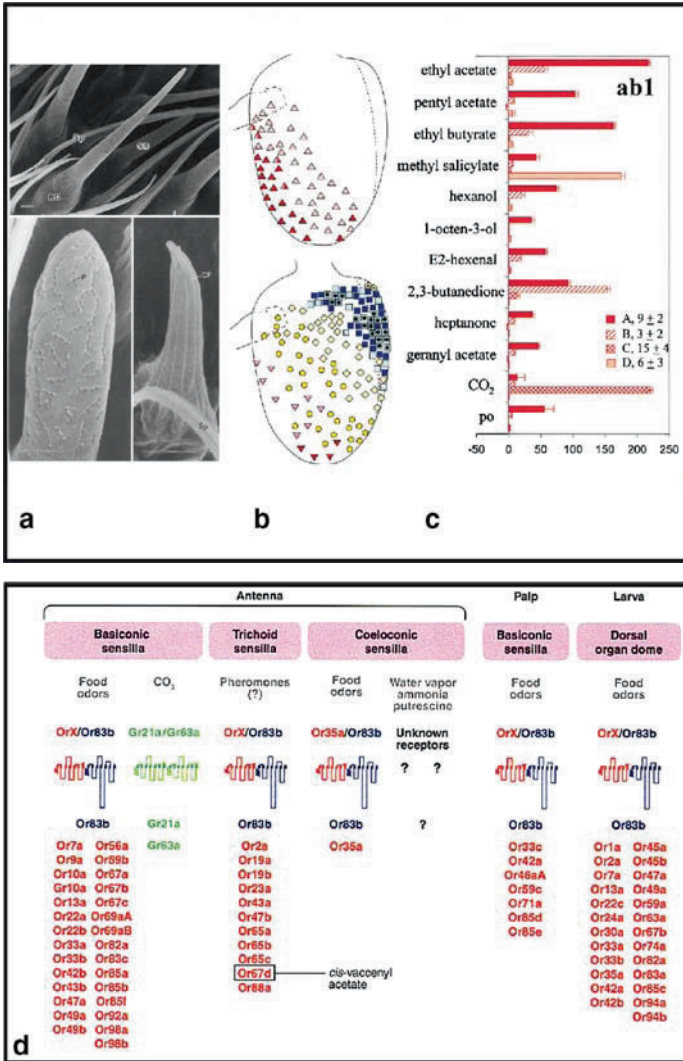 ethyl acetate
ab1
pentyl acetate
ethyl butyrate
methyl salicylate
hexanol
1-octen-3-ol
E2-hexenal
2,3-butanedione
heptanone
geranyl acetate
CO₂
po
A, 9 ± 2
B, 3 ± 2
C, 15 ± 4
D, 6 ± 3
-50 0 50 100 150 200 250
a
b
c
Antenna
Palp
Larva
Basiconic
sensilla
Trichoid
sensilla
Coeloconic
sensilla
Basiconic
sensilla
Dorsal
organ dome
Food
odors
CO₂
Pheromones
(?)
Food
odors
Water vapor
ammonia
putrescine
Food
odors
Food
odors
OrX/Or83b
Gr21a/Gr63a
OrX/Or83b
Or35a/Or83b
Unknown
receptors
? ?
OrX/Or83b
OrX/Or83b
Or83b
Or7a Or56a
Or9a Or59b
Or10a Or67a
Gr10a Or67b
Or13a Or67c
Or22a Or69aA
Or22b Or69aB
Or33a Or82a
Or33b Or83c
Or42b Or85a
Or43b Or85b
Or47a Or85f
Or49a Or92a
Or49b Or98a
Or98b
Gr21a
Gr63a
Or83b
Or2a
Or19a
Or19b
Or23a
Or43a
Or47b
Or65a
Or65b
Or65c
Or67d
Or88a
cis-vaccenyl
acetate
Or83b
Or35a
?
Or83b
Or33c
Or42a
Or46aA
Or59c
Or71a
Or85d
Or85e
Or83b
Or1a Or45a
Or2a Or45b
Or7a Or47a
Or13a Or49a
Or22c Or59a
Or24a Or63a
Or30a Or67b
Or33a Or74a
Or33b Or82a
Or35a Or83a
Or42a Or85c
Or42b Or94a
Or94b
d